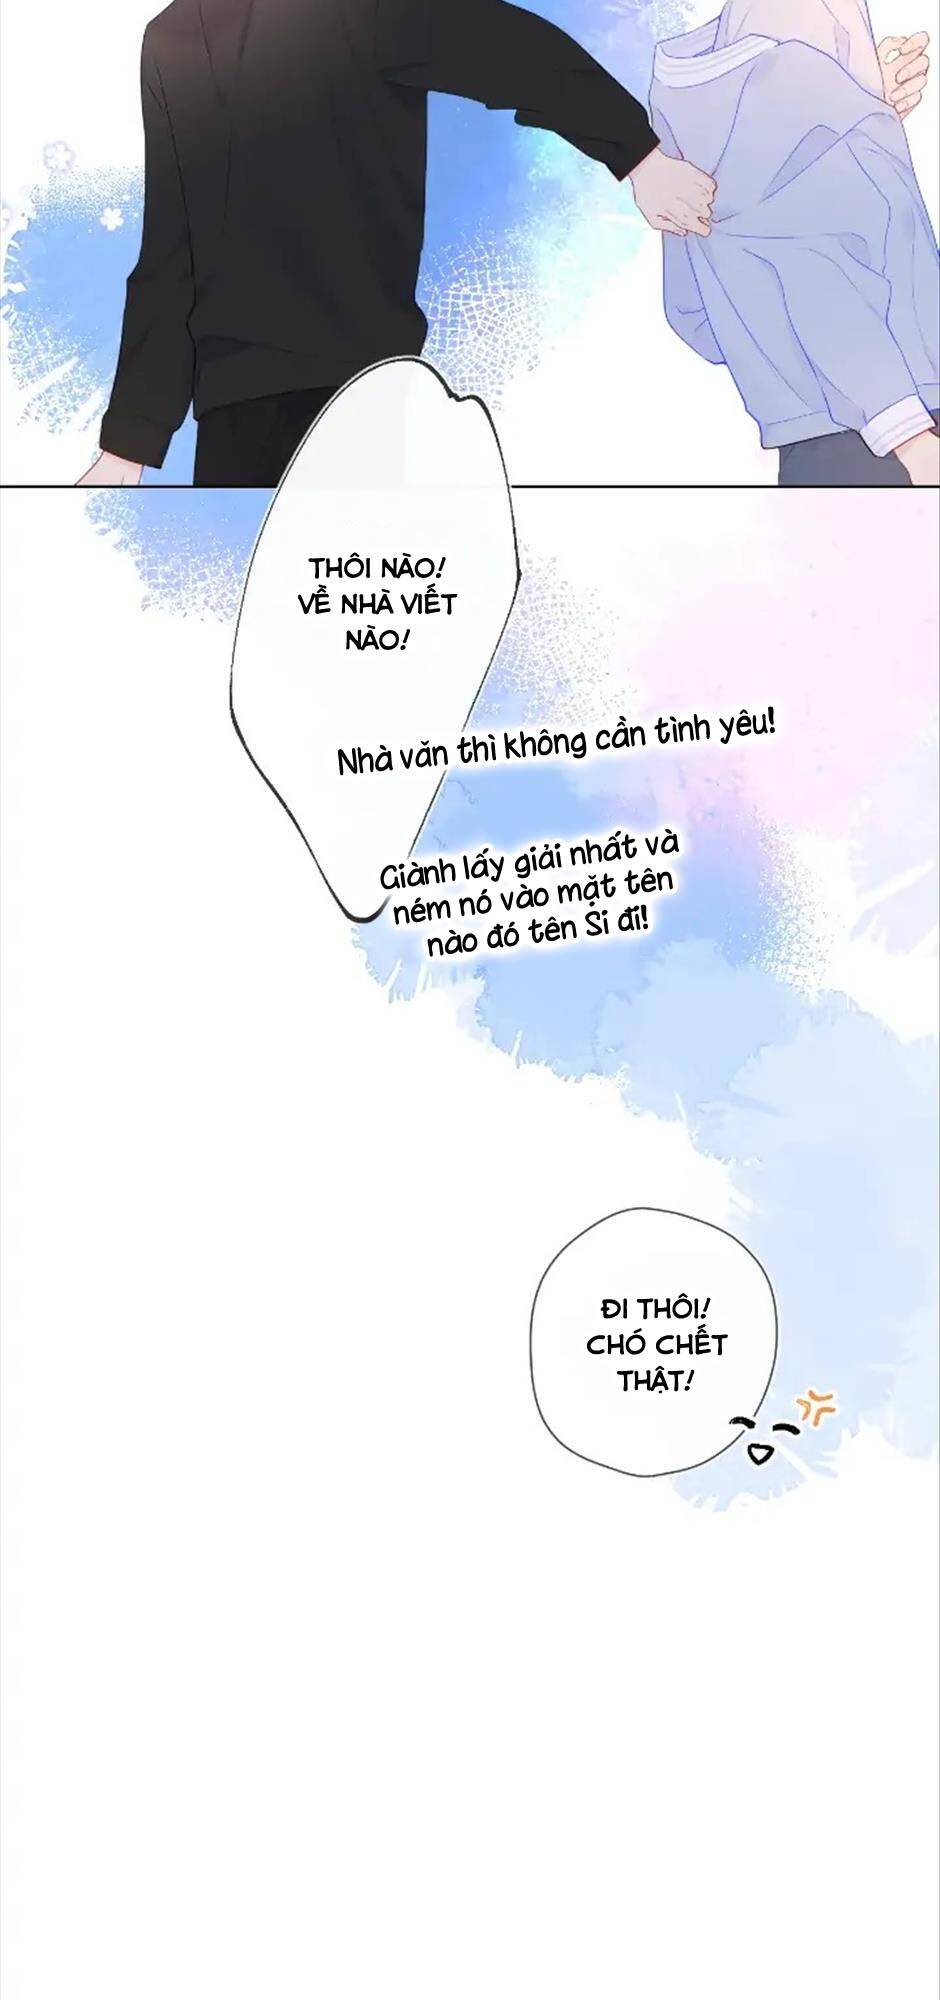 THÔI NÀO!
VỀ NHÀ VIẾT
NÀO!
Nhà văn thì không cần tình yêu!
Giành lấy giải nhất và
ném nó vào mặt tên
nào đó tên Si đi!
ĐI THÔI!
CHÓ CHẾT
THẬT!